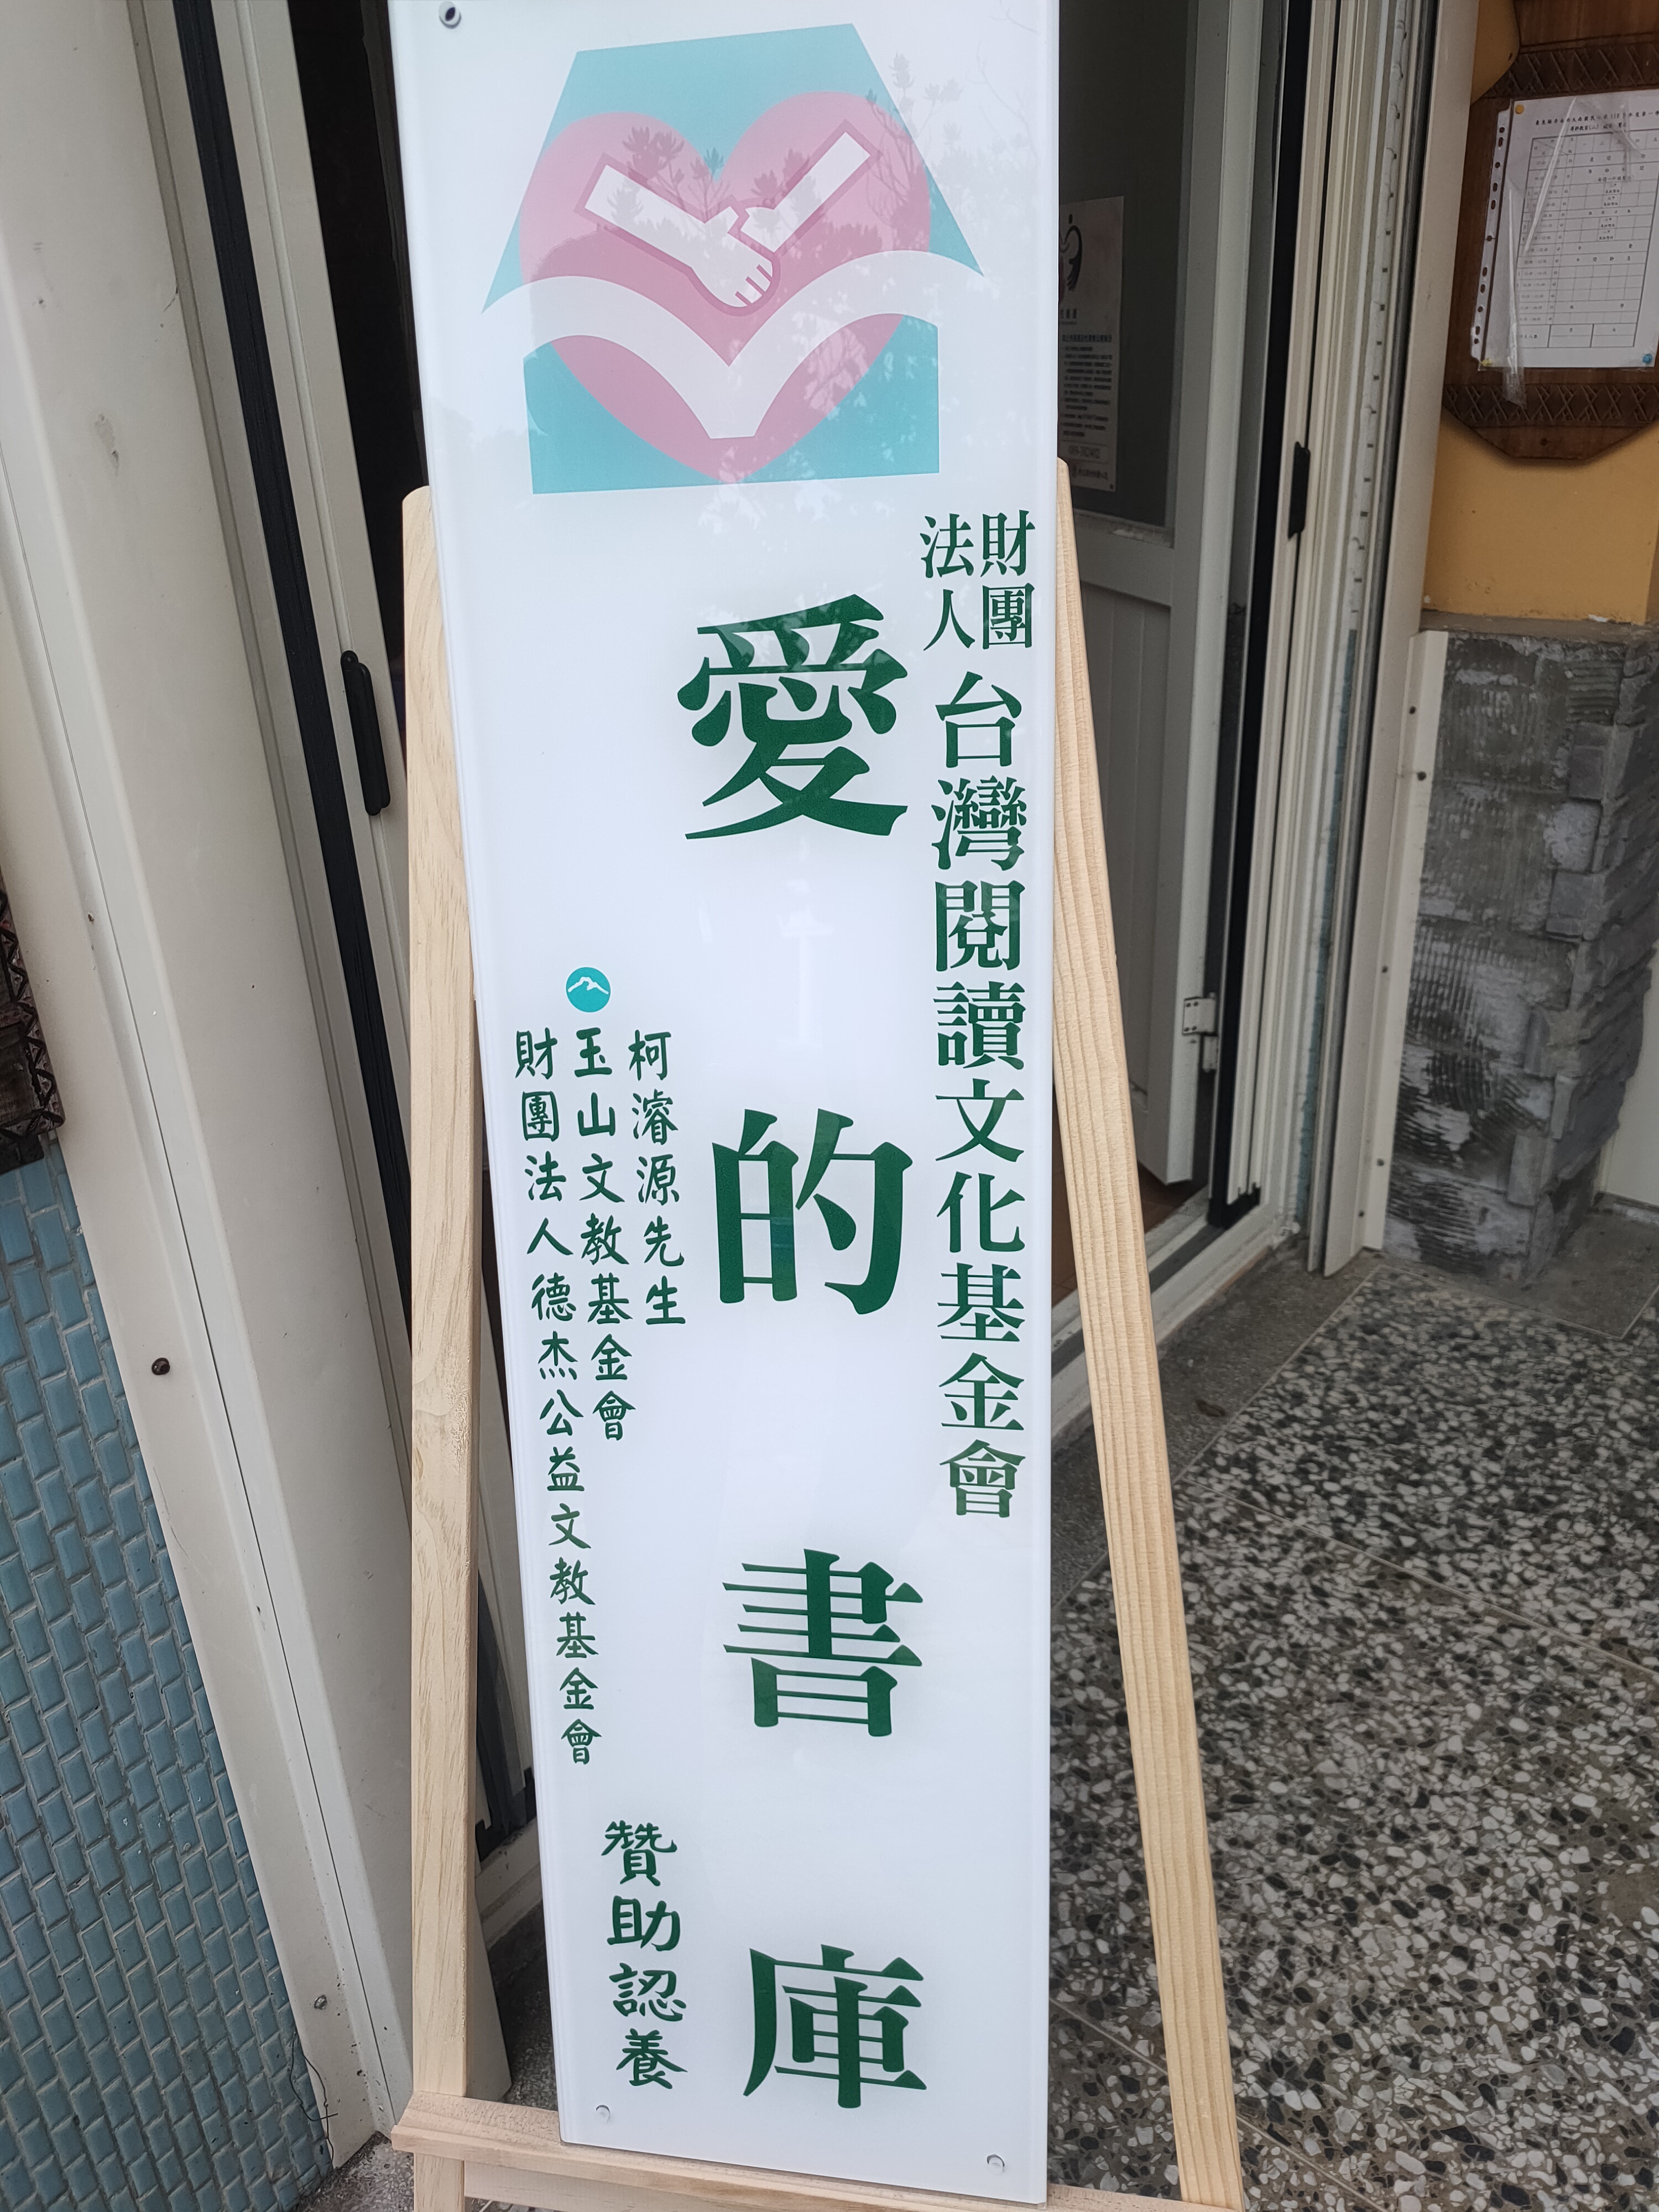 財團
法人
台灣閱讀文化基金會
愛的書庫
柯濬源先生
玉山文教基金會
財團法人德杰公益文教基金會
贊助認養